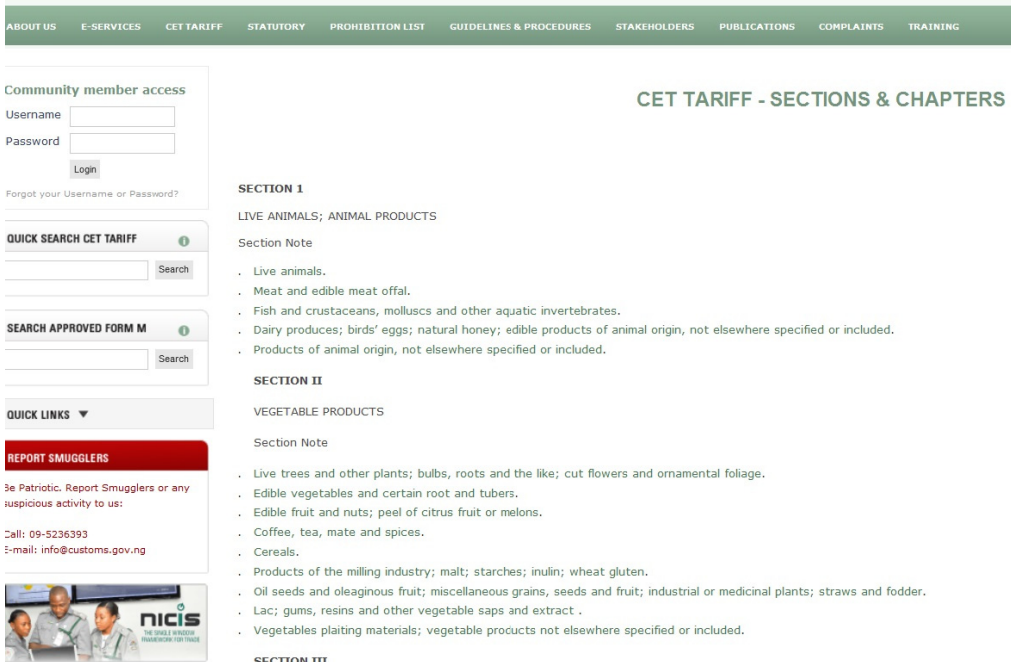 ABOUT US E-SERVICES CET TARIFF STATUTORY PROHIBITION LIST GUIDELINES & PROCEDURES STAKEHOLDERS PUBLICATIONS COMPLAINTS TRAINING
Community member access
Username
Password
Login
Forgot your Username or Password?
QUICK SEARCH CET TARIFF
Search
SEARCH APPROVED FORM M
Search
QUICK LINKS
REPORT SMUGGLERS
Be Patriotic. Report Smugglers or any
suspicious activity to us:
Call: 09-5236393
E-mail: info@customs.gov.ng
nicis
THE SINGLE WINDOW
FRAMEWORK FOR TRADE
CET TARIFF - SECTIONS & CHAPTERS
SECTION 1
LIVE ANIMALS; ANIMAL PRODUCTS
Section Note
. Live animals.
. Meat and edible meat offal.
. Fish and crustaceans, molluscs and other aquatic invertebrates.
. Dairy produces; birds' eggs; natural honey; edible products of animal origin, not elsewhere specified or included.
. Products of animal origin, not elsewhere specified or included.
SECTION II
VEGETABLE PRODUCTS
Section Note
. Live trees and other plants; bulbs, roots and the like; cut flowers and ornamental foliage.
. Edible vegetables and certain root and tubers.
. Edible fruit and nuts; peel of citrus fruit or melons.
. Coffee, tea, mate and spices.
. Cereals.
. Products of the milling industry; malt; starches; inulin; wheat gluten.
. Oil seeds and oleaginous fruit; miscellaneous grains, seeds and fruit; industrial or medicinal plants; straws and fodder.
. Lac; gums, resins and other vegetable saps and extract .
. Vegetables plaiting materials; vegetable products not elsewhere specified or included.
SECTION III